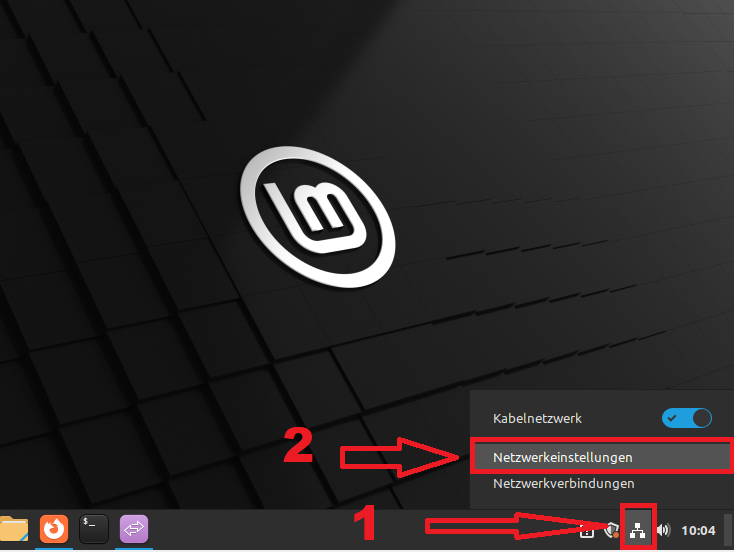 Kabelnetzwerk
2
Netzwerkeinstellungen
Netzwerkverbindungen
1
$_
10:04